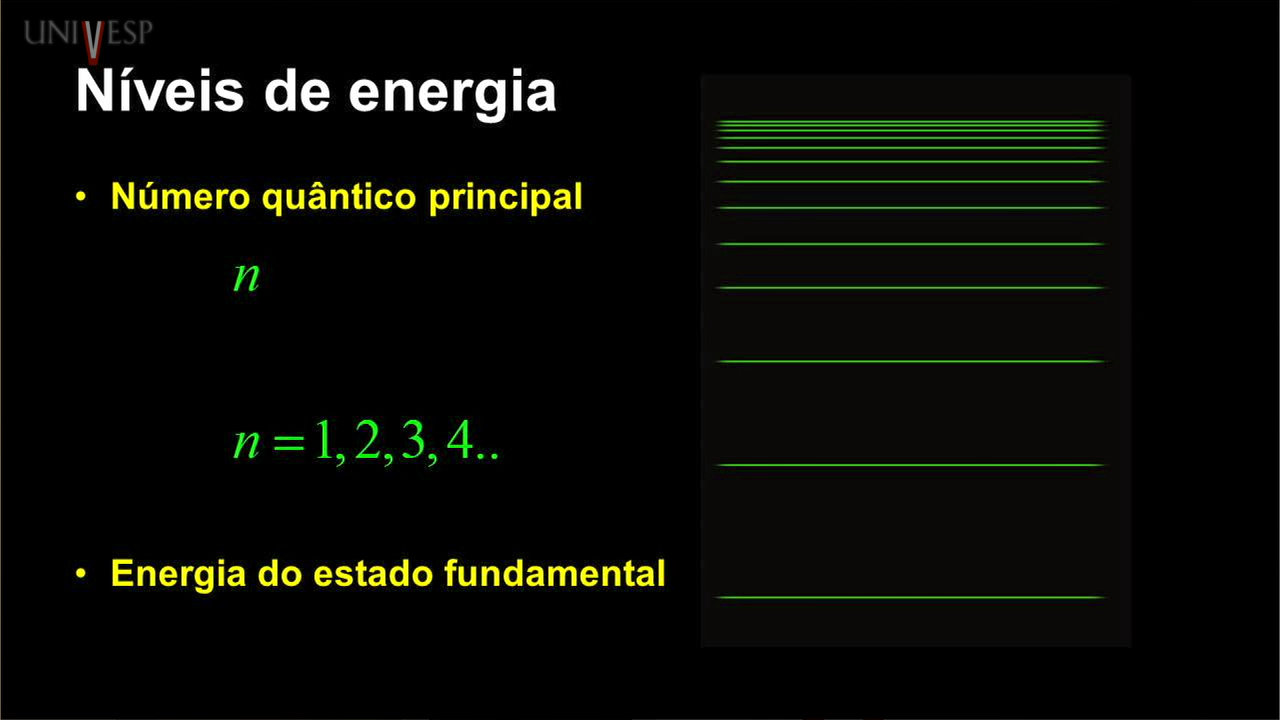 UNIVESP
Níveis de energia
• Número quântico principal
n
n = 1, 2, 3, 4..
• Energia do estado fundamental